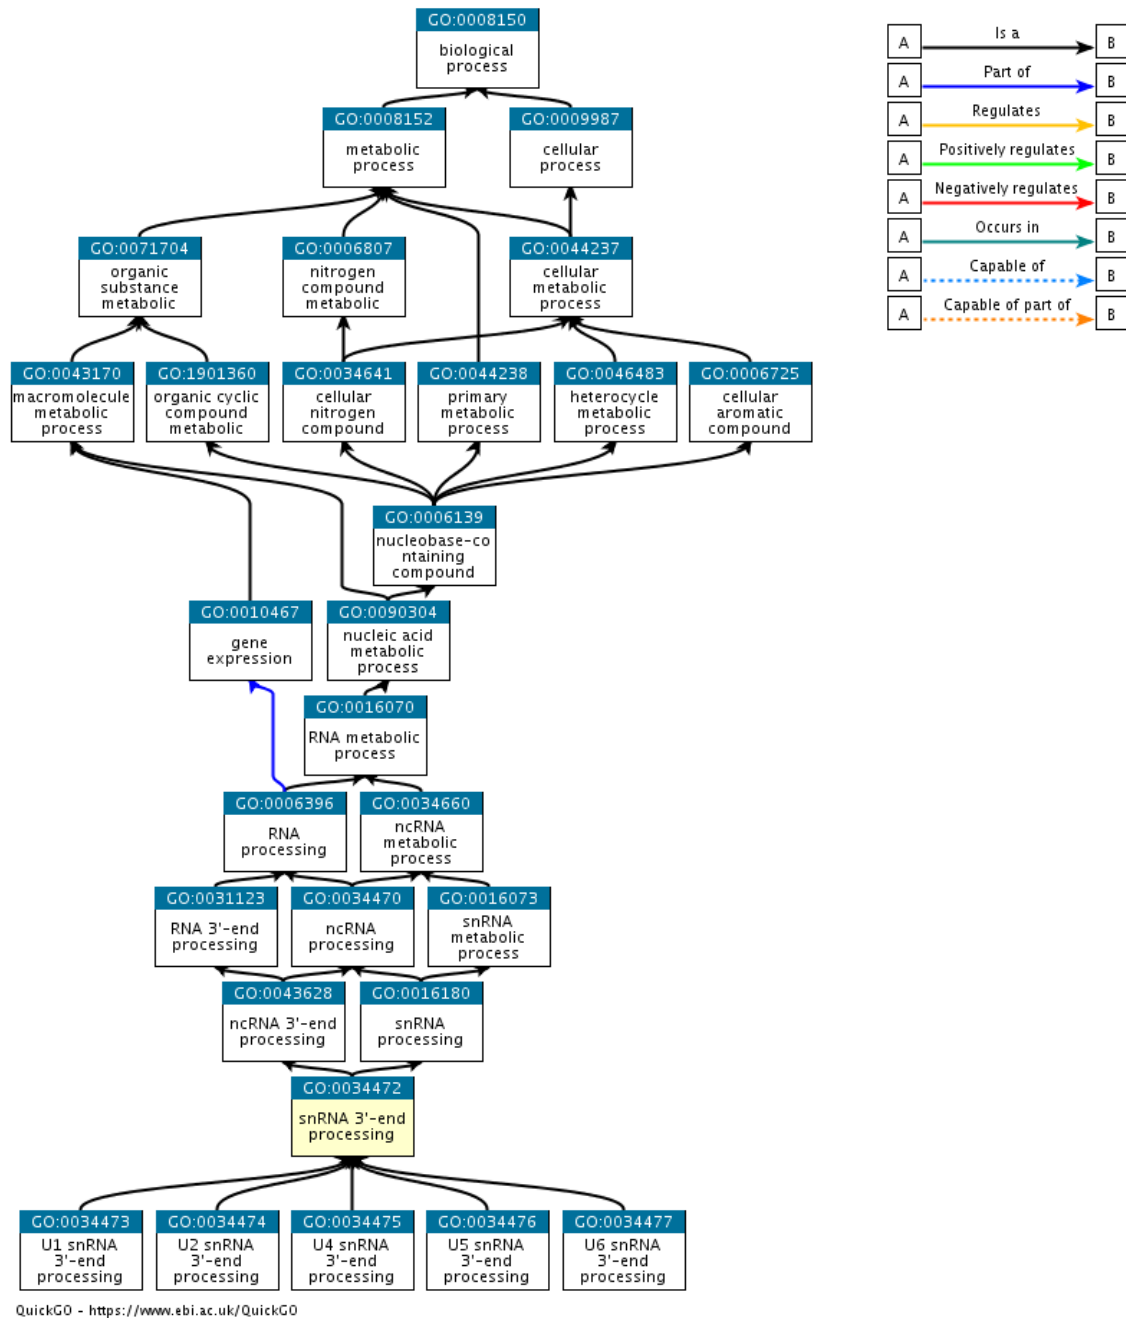 GO:0008150
biological
process
GO:0008152
metabolic
process
GO:0009987
cellular
process
GO:0071704
organic
substance
metabolic
GO:0006807
nitrogen
compound
metabolic
GO:0044237
cellular
metabolic
process
GO:0043170
macromolecule
metabolic
process
GO:1901360
organic cyclic
compound
metabolic
GO:0034641
cellular
nitrogen
compound
GO:0044238
primary
metabolic
process
GO:0046483
heterocycle
metabolic
process
GO:0006725
cellular
aromatic
compound
GO:0006139
nucleobase-co
ntaining
compound
GO:0010467
gene
expression
GO:0090304
nucleic acid
metabolic
process
GO:0016070
RNA metabolic
process
GO:0006396
RNA
processing
GO:0034660
ncRNA
metabolic
process
GO:0031123
RNA 3'-end
processing
GO:0034470
ncRNA
processing
GO:0016073
snRNA
metabolic
process
GO:0043628
ncRNA 3'-end
processing
GO:0016180
snRNA
processing
GO:0034472
snRNA 3'-end
processing
GO:0034473
U1 snRNA
3'-end
processing
GO:0034474
U2 snRNA
3'-end
processing
GO:0034475
U4 snRNA
3'-end
processing
GO:0034476
U5 snRNA
3'-end
processing
GO:0034477
U6 snRNA
3'-end
processing
QuickGO - https://www.ebi.ac.uk/QuickGO
A Is a B
A Part of B
A Regulates B
A Positively regulates B
A Negatively regulates B
A Occurs in B
A Capable of B
A Capable of part of B